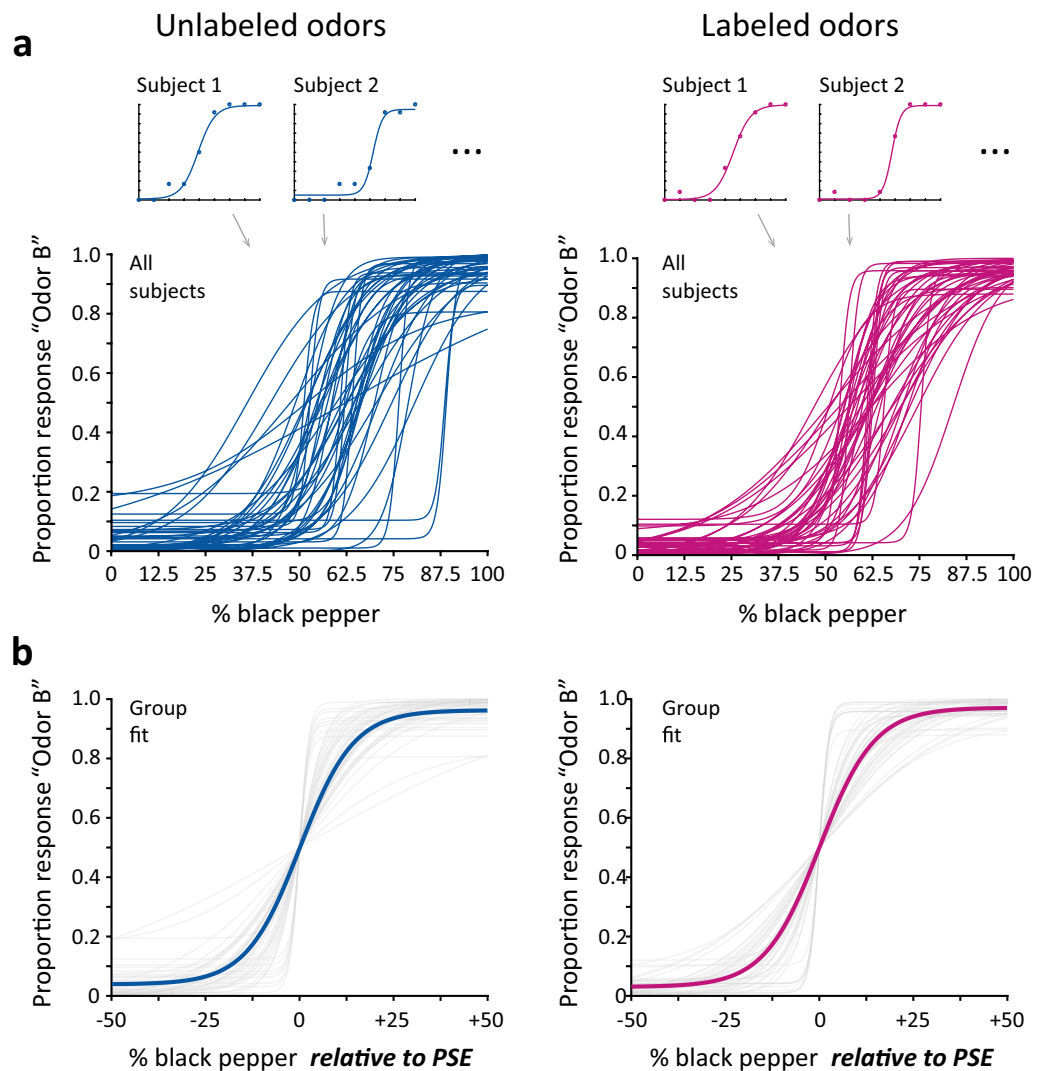 a
Unlabeled odors
Labeled odors
Subject 1
Subject 2
...
Subject 1
Subject 2
...
Proportion response “Odor B”
1.0
0.8
0.6
0.4
0.2
0
All
subjects
0 12.5 25 37.5 50 62.5 75 87.5 100
% black pepper
Proportion response “Odor B”
1.0
0.8
0.6
0.4
0.2
0
All
subjects
0 12.5 25 37.5 50 62.5 75 87.5 100
% black pepper
b
Proportion response “Odor B”
1.0
0.8
0.6
0.4
0.2
0
Group
fit
-50 -25 0 +25 +50
% black pepper relative to PSE
Proportion response “Odor B”
1.0
0.8
0.6
0.4
0.2
0
Group
fit
-50 -25 0 +25 +50
% black pepper relative to PSE